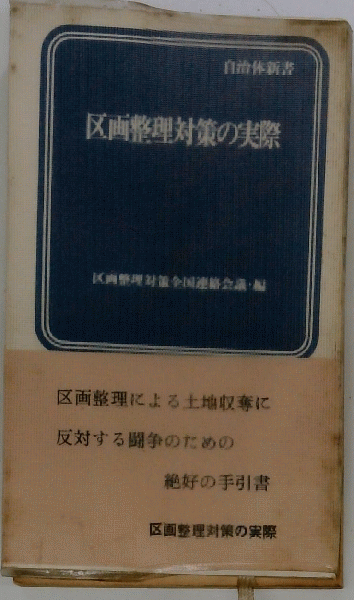 自治体新書
区画整理対策の実際
区画整理対策全国連絡会議・編
区画整理による土地収奪に
反対する闘争のための
絶好の手引書
区画整理対策の実際